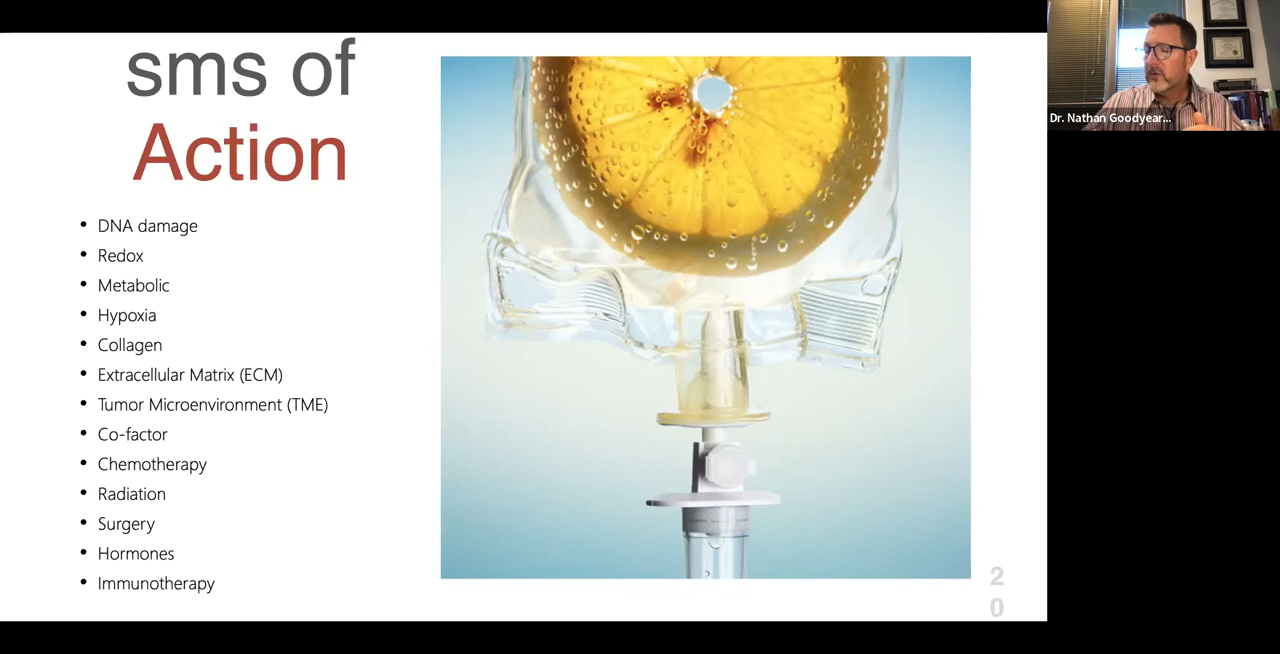 sms of
Action
• DNA damage
• Redox
• Metabolic
• Hypoxia
• Collagen
• Extracellular Matrix (ECM)
• Tumor Microenvironment (TME)
• Co-factor
• Chemotherapy
• Radiation
• Surgery
• Hormones
• Immunotherapy
2
0
Dr. Nathan Goodyear...